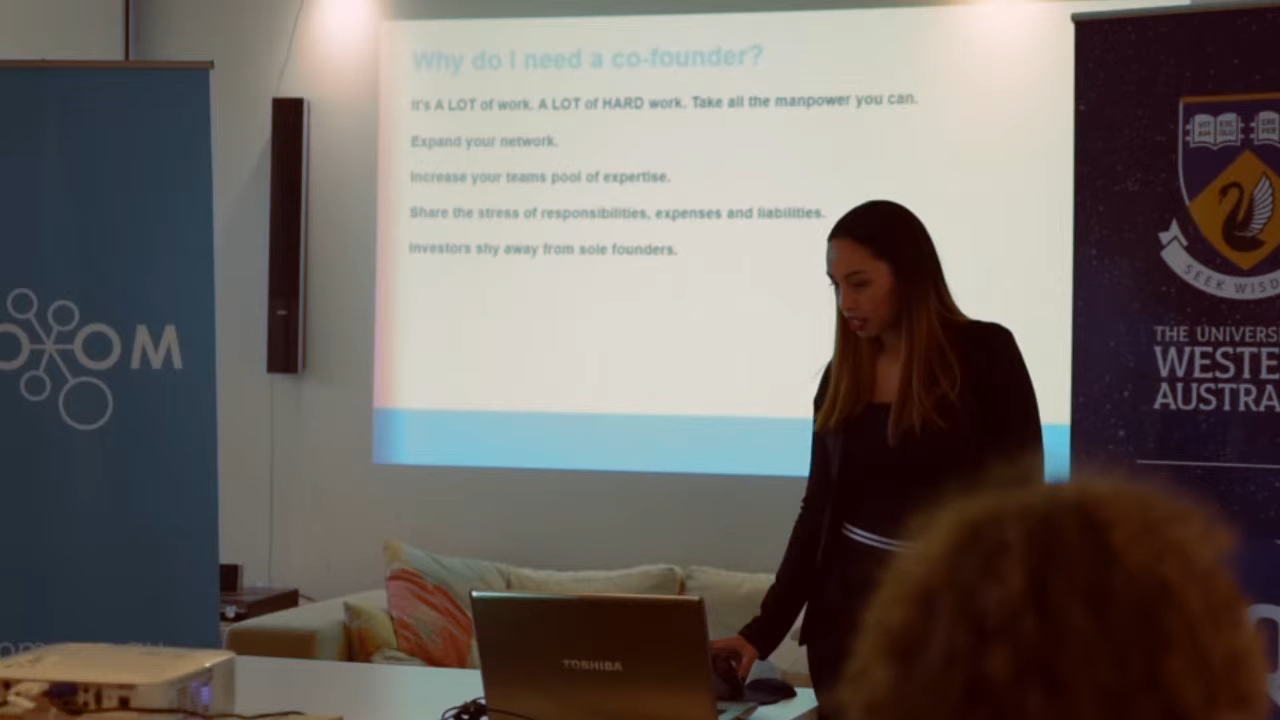 Why do I need a co-founder?
It's A LOT of work. A LOT of HARD work. Take all the manpower you can.
Expand your network.
Increase your teams pool of expertise.
Share the stress of responsibilities, expenses and liabilities.
Investors shy away from sole founders.
OOM
SEEK WISD
THE UNIVERS
WESTE
AUSTRA
TOSHIBA